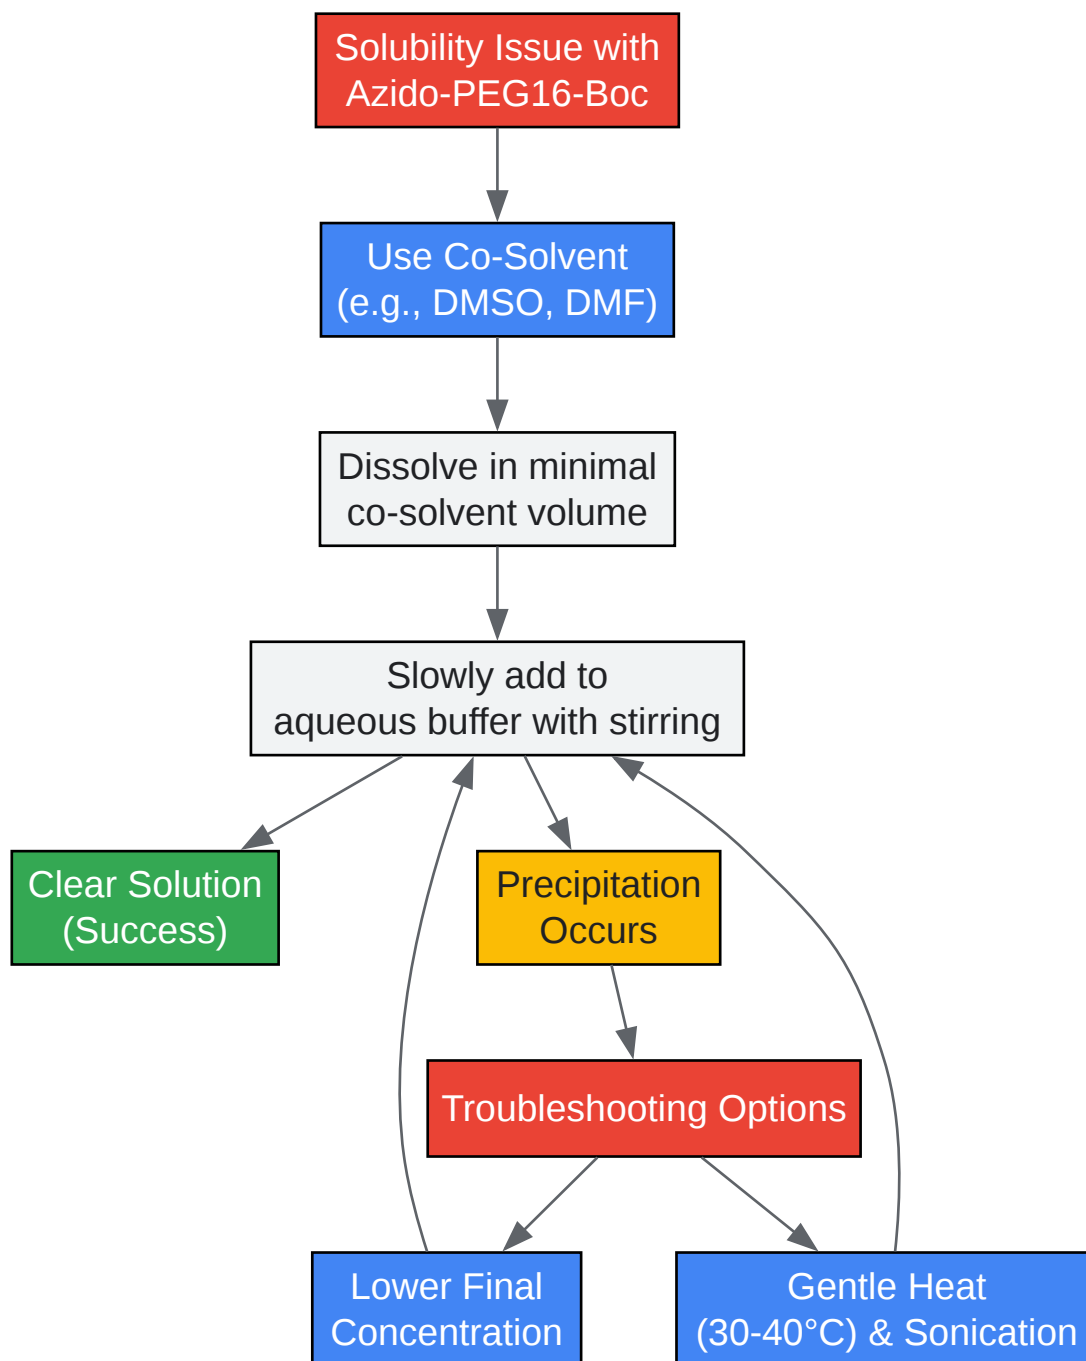 Solubility Issue with
Azido-PEG16-Boc
Use Co-Solvent
(e.g., DMSO, DMF)
Dissolve in minimal
co-solvent volume
Slowly add to
aqueous buffer with stirring
Clear Solution
(Success)
Precipitation
Occurs
Troubleshooting Options
Lower Final
Concentration
Gentle Heat
(30-40°C) & Sonication